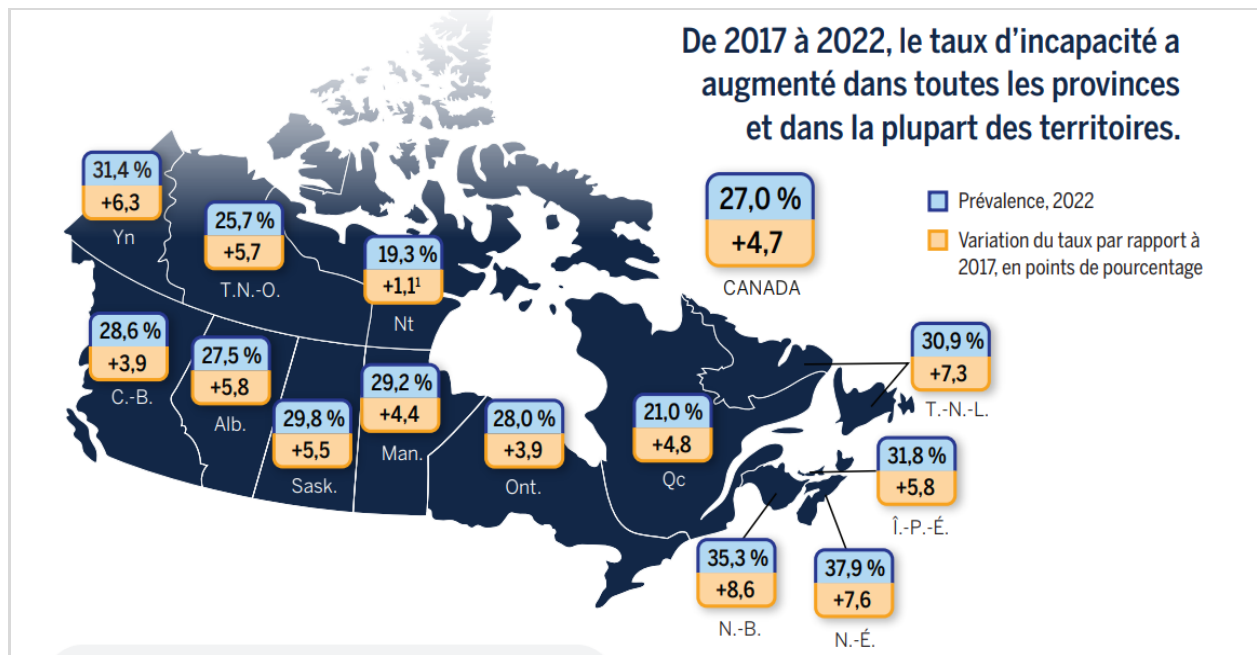 De 2017 à 2022, le taux d'incapacité a
augmenté dans toutes les provinces
et dans la plupart des territoires.
31,4 %
+6,3
Yn
25,7 %
+5,7
T.N.-O.
19,3 %
+1,1¹
Nt
27,0 %
+4,7
CANADA
Prévalence, 2022
Variation du taux par rapport à
2017, en points de pourcentage
28,6 %
+3,9
C.-B.
27,5 %
+5,8
Alb.
29,8 %
+5,5
Sask.
29,2 %
+4,4
Man.
28,0 %
+3,9
Ont.
21,0 %
+4,8
Qc
30,9 %
+7,3
T.-N.-L.
31,8 %
+5,8
Î.-P.-É.
35,3 %
+8,6
N.-B.
37,9 %
+7,6
N.-É.